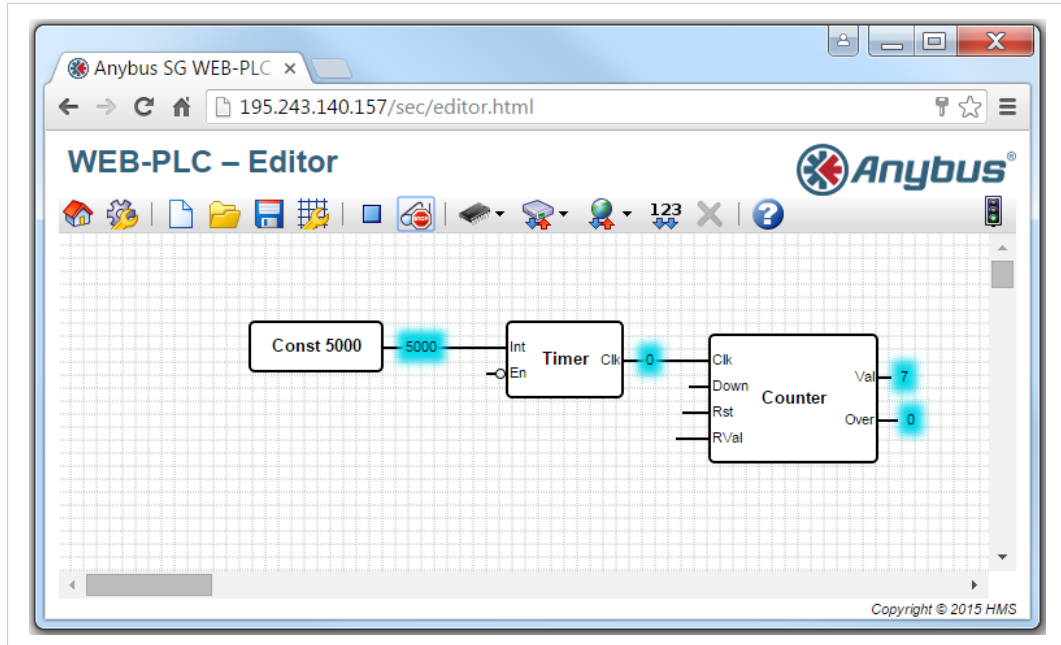 Anybus SG WEB-PLC
195.243.140.157/sec/editor.html
WEB-PLC – Editor
Anybus®
STOP
123
Const 5000
5000
Int
En
Timer
Clk
0
Clk
Down
Rst
RVal
Counter
Val
Over
7
0
Copyright © 2015 HMS